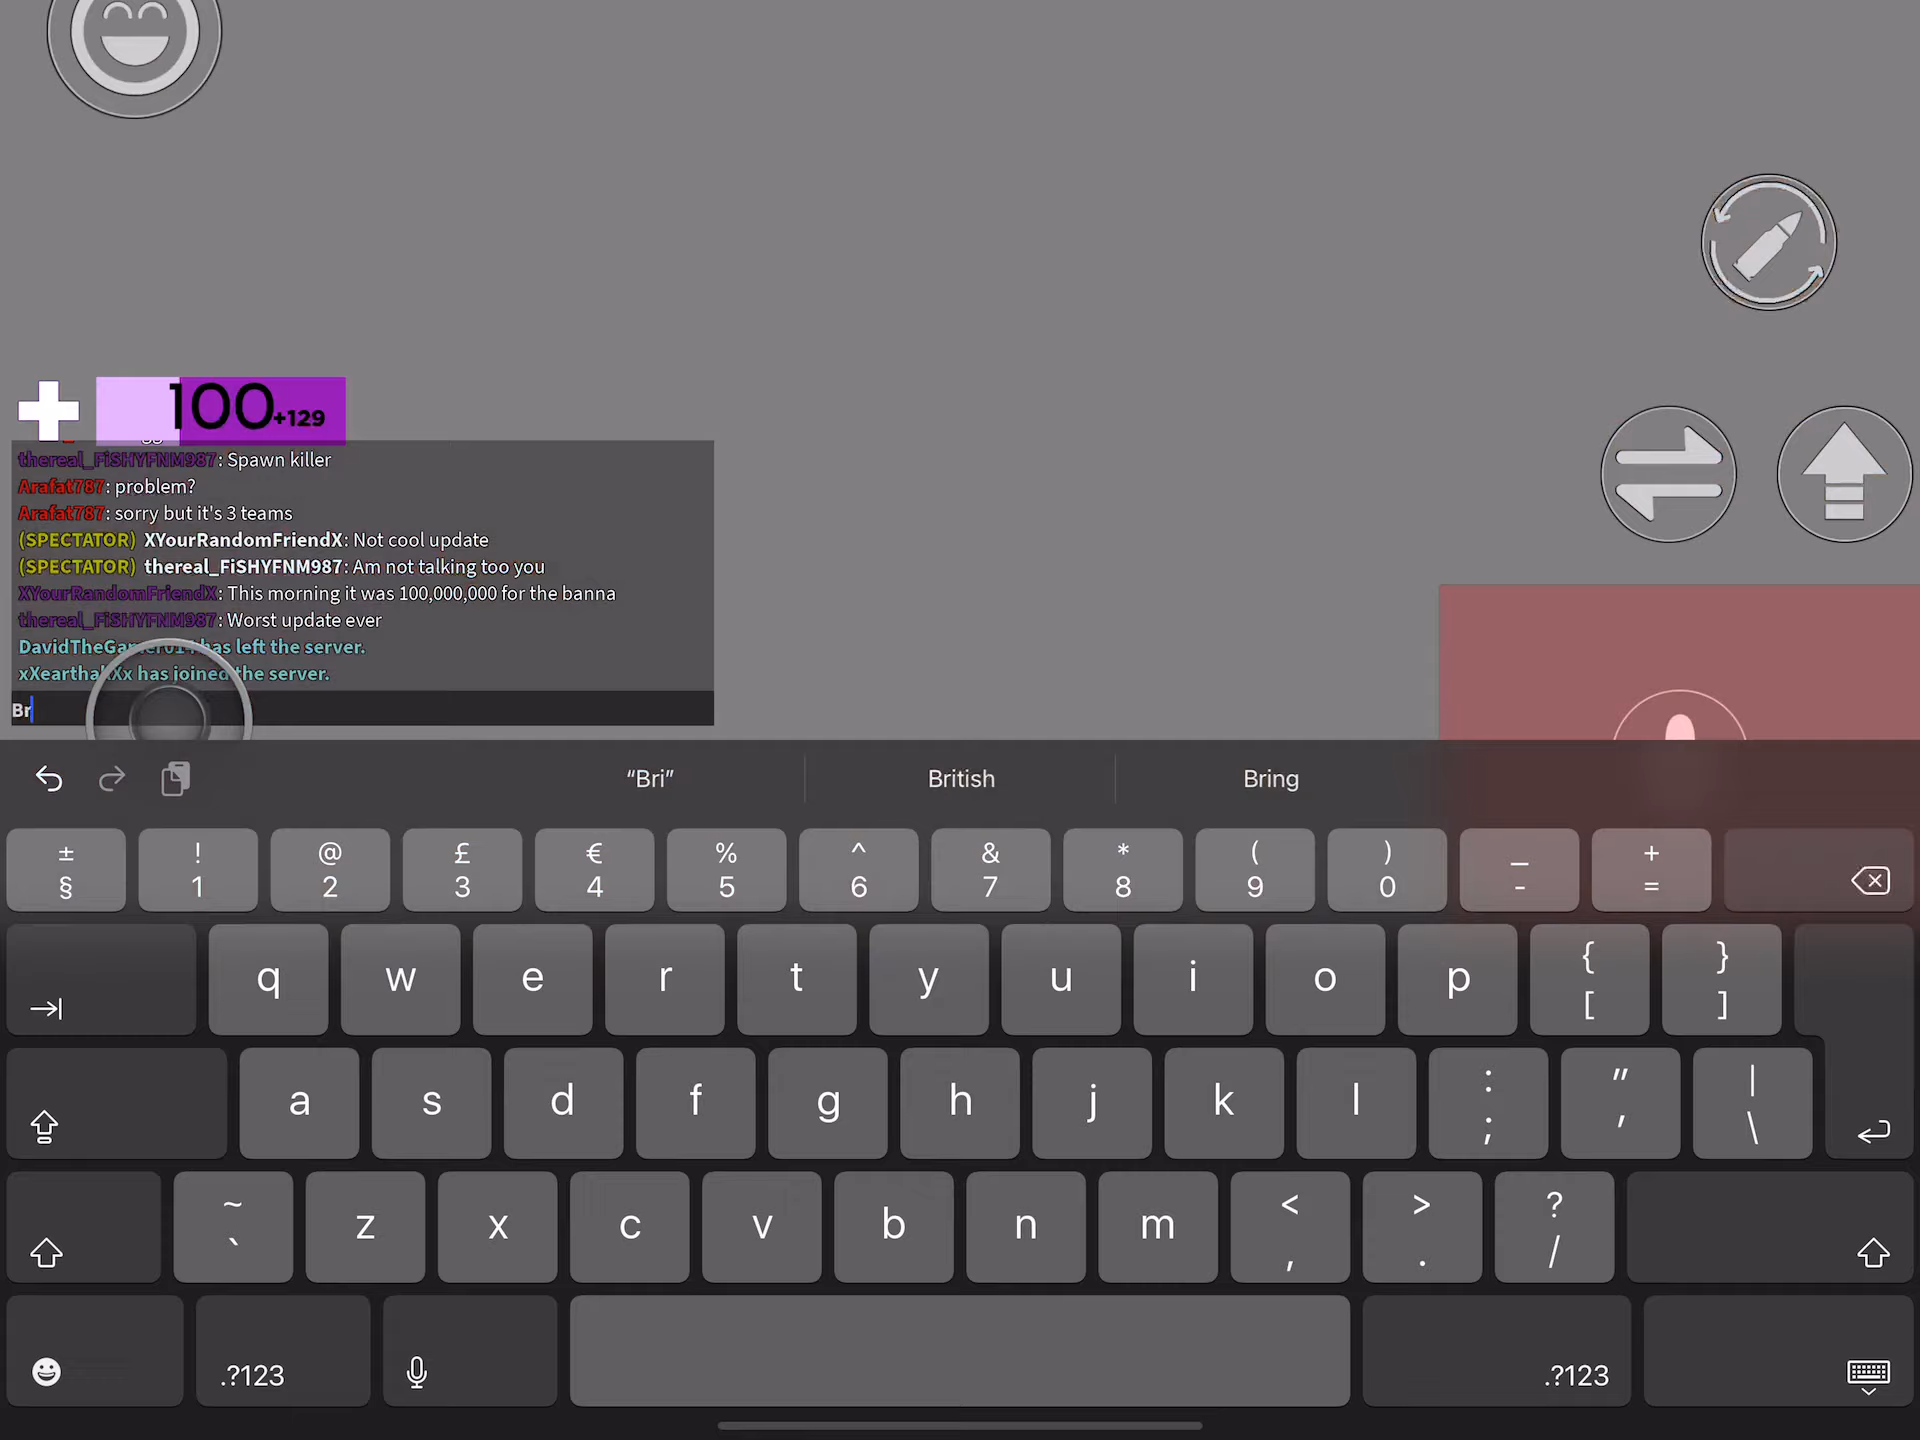 100+129
thereal_FiSHYFNM987: Spawn killer
Arafat787: problem?
Arafat787: sorry but it's 3 teams
(SPECTATOR) XYourRandomFriendX: Not cool update
(SPECTATOR) thereal_FiSHYFNM987: Am not talking too you
XYourRandomFriendX: This morning it was 100,000,000 for the banna
thereal_FiSHYFNM987: Worst update ever
has left the server.
has joined the server.
Br
“Bri” British Bring
± ! @ £ € % ^ & * ( ) _ +
§ 1 2 3 4 5 6 7 8 9 0 - =
q w e r t y u i o p { }
[ ]
a s d f g h j k l : " |
; ' \
~ z x c v b n m < > ?
` , . /
.?123 .?123